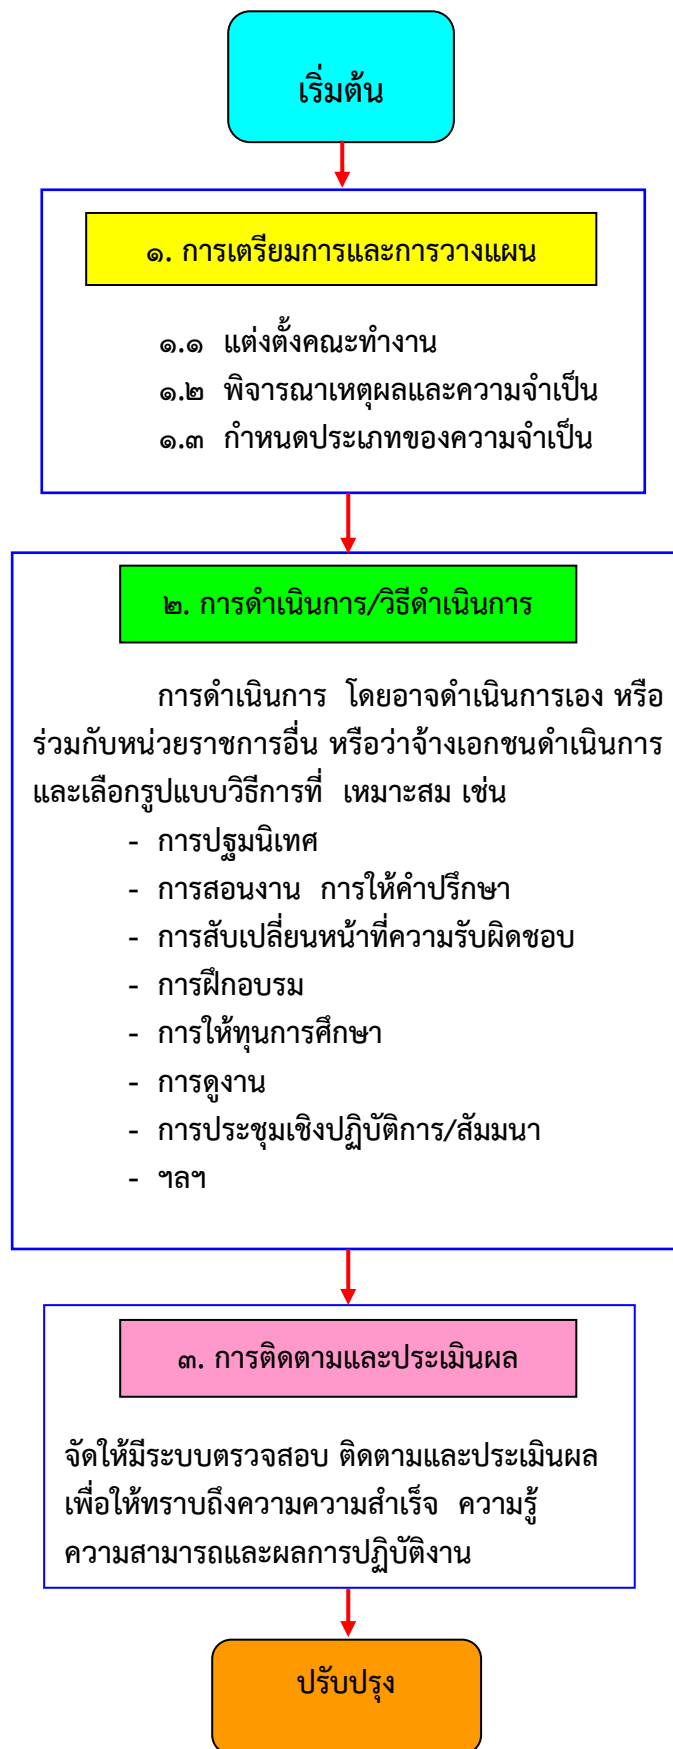 เริ่มต้น
๑. การเตรียมการและการวางแผน
๑.๑ แต่งตั้งคณะทำงาน
๑.๒ พิจารณาเหตุผลและความจำเป็น
๑.๓ กำหนดประเภทของความจำเป็น
๒. การดำเนินการ/วิธีดำเนินการ
การดำเนินการ โดยอาจดำเนินการเอง หรือ
ร่วมกับหน่วยราชการอื่น หรือว่าจ้างเอกชนดำเนินการ
และเลือกรูปแบบวิธีการที่ เหมาะสม เช่น
- การปฐมนิเทศ
- การสอนงาน การให้คำปรึกษา
- การสับเปลี่ยนหน้าที่ความรับผิดชอบ
- การฝึกอบรม
- การให้ทุนการศึกษา
- การดูงาน
- การประชุมเชิงปฏิบัติการ/สัมมนา
- ฯลฯ
๓. การติดตามและประเมินผล
จัดให้มีระบบตรวจสอบ ติดตามและประเมินผล
เพื่อให้ทราบถึงความความสำเร็จ ความรู้
ความสามารถและผลการปฏิบัติงาน
ปรับปรุง